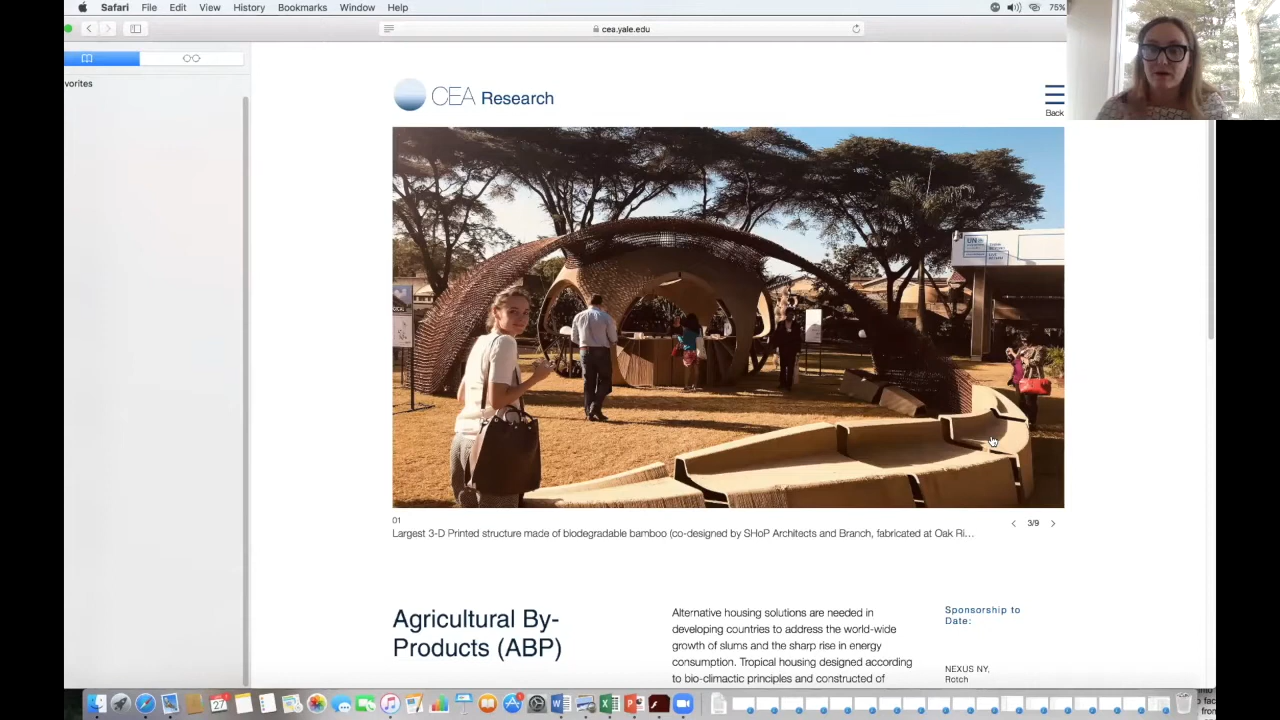 Safari File Edit View History Bookmarks Window Help 75%
cea.yale.edu
vorites
CEA Research
Back
UN
01
3/9
Largest 3-D Printed structure made of biodegradable bamboo (co-designed by SHoP Architects and Branch, fabricated at Oak Ri…
Agricultural By-
Products (ABP)
Alternative housing solutions are needed in
developing countries to address the world-wide
growth of slums and the sharp rise in energy
consumption. Tropical housing designed according
to bio-climactic principles and constructed of
Sponsorship to
Date:
NEXUS NY,
Rotch